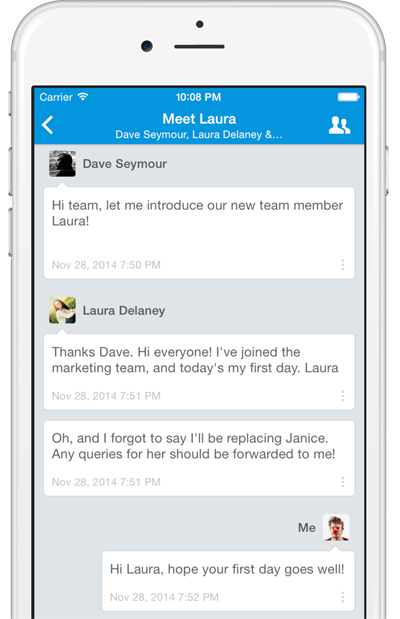 Carrier 10:08 PM
Meet Laura
Dave Seymour, Laura Delaney &...
Dave Seymour
Hi team, let me introduce our new team member
Laura!
Nov 28, 2014 7:50 PM
Laura Delaney
Thanks Dave. Hi everyone! I've joined the
marketing team, and today's my first day. Laura
Nov 28, 2014 7:51 PM
Oh, and I forgot to say I'll be replacing Janice.
Any queries for her should be forwarded to me!
Nov 28, 2014 7:51 PM
Me
Hi Laura, hope your first day goes well!
Nov 28, 2014 7:52 PM